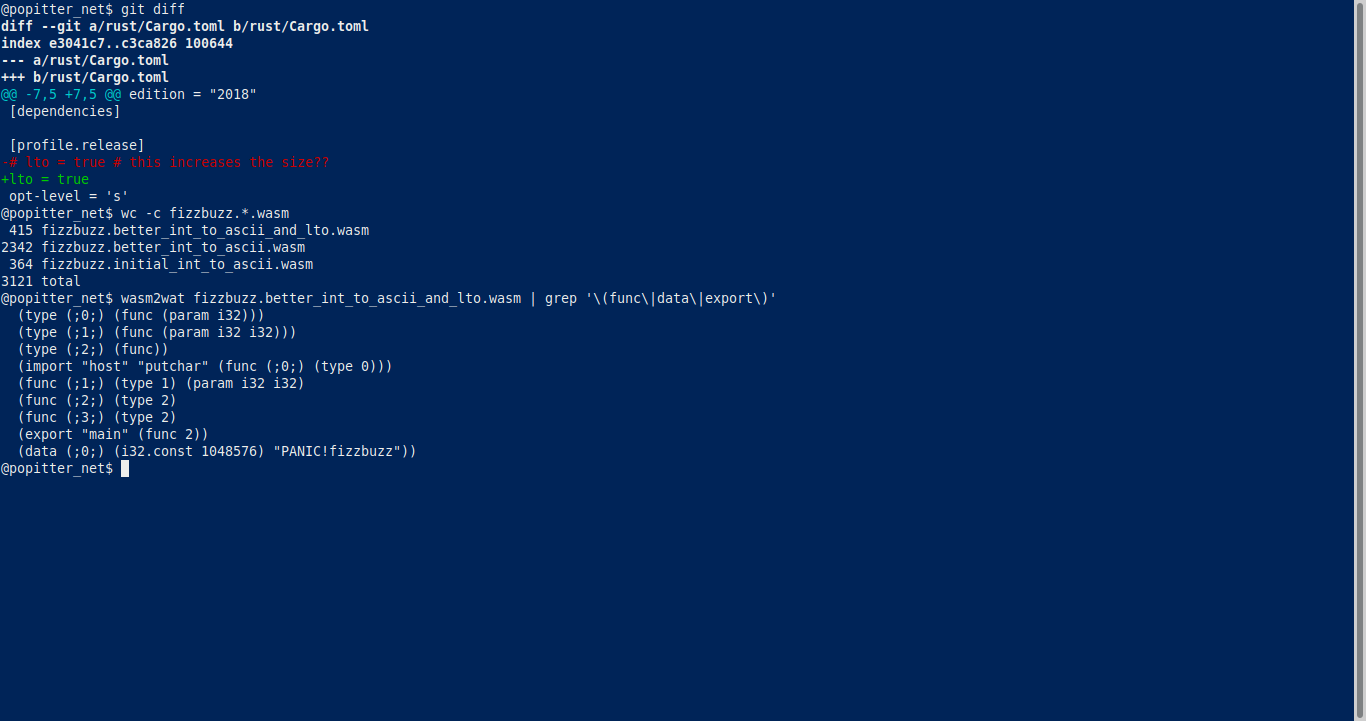 @popitter_net$ git diff
diff --git a/rust/Cargo.toml b/rust/Cargo.toml
index e3041c7..c3ca826 100644
--- a/rust/Cargo.toml
+++ b/rust/Cargo.toml
@@ -7,5 +7,5 @@ edition = "2018"
 [dependencies]

 [profile.release]
-# lto = true # this increases the size??
+lto = true
 opt-level = 's'
@popitter_net$ wc -c fizzbuzz.*.wasm
 415 fizzbuzz.better_int_to_ascii_and_lto.wasm
2342 fizzbuzz.better_int_to_ascii.wasm
 364 fizzbuzz.initial_int_to_ascii.wasm
3121 total
@popitter_net$ wasm2wat fizzbuzz.better_int_to_ascii_and_lto.wasm | grep '\(func\|data\|export\)'
  (type (;0;) (func (param i32)))
  (type (;1;) (func (param i32 i32)))
  (type (;2;) (func))
  (import "host" "putchar" (func (;0;) (type 0)))
  (func (;1;) (type 1) (param i32 i32)
  (func (;2;) (type 2)
  (func (;3;) (type 2)
  (export "main" (func 2))
  (data (;0;) (i32.const 1048576) "PANIC!fizzbuzz"))
@popitter_net$